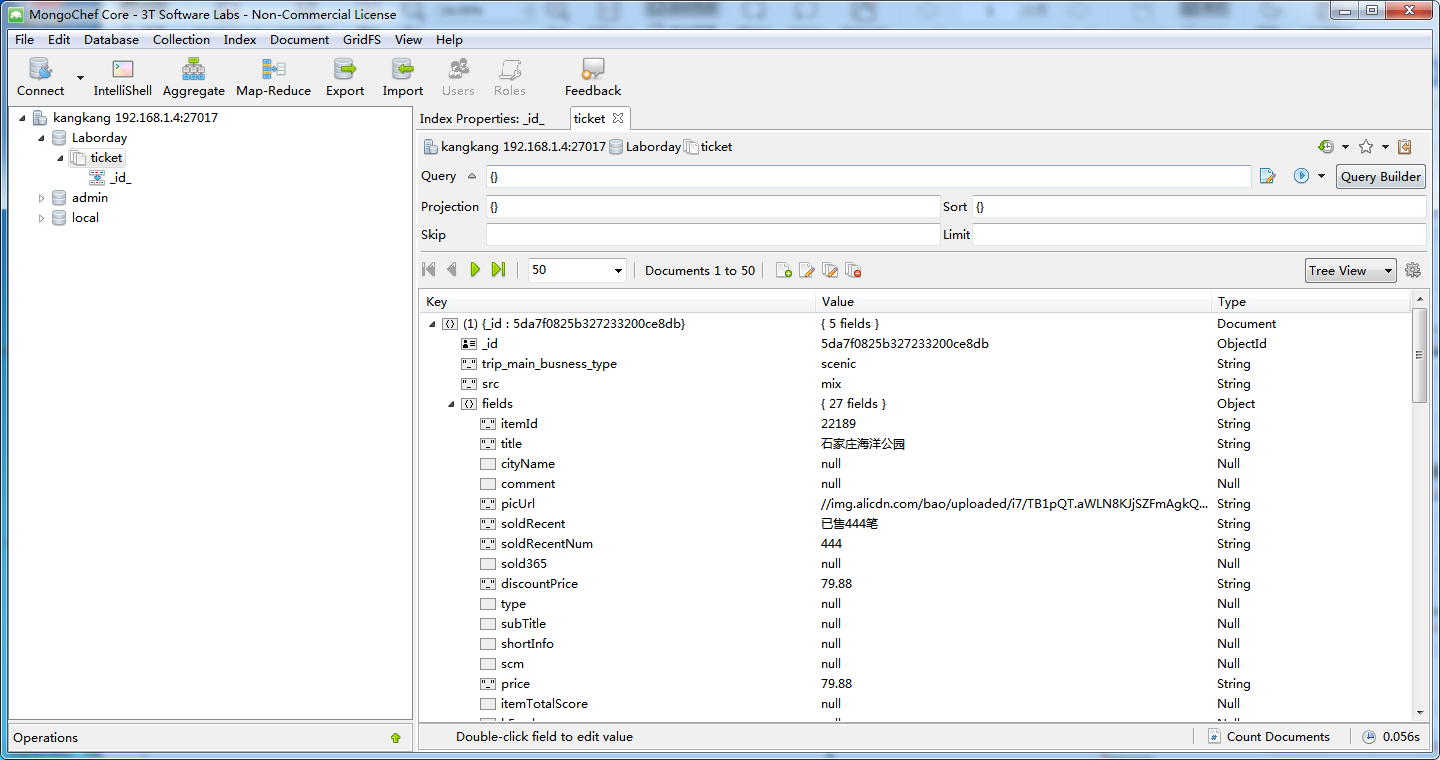 MongoChef Core - 3T Software Labs - Non-Commercial License
File Edit Database Collection Index Document GridFS View Help
Connect IntelliShell Aggregate Map-Reduce Export Import Users Roles Feedback
kangkang 192.168.1.4:27017
Laborday
ticket
_id_
admin
local
Operations
Index Properties: _id_ ticket
kangkang 192.168.1.4:27017 Laborday ticket
Query {} Query Builder
Projection {} Sort {}
Skip Limit
50 Documents 1 to 50 Tree View
Key Value Type
(1) {_id : 5da7f0825b327233200ce8db} { 5 fields } Document
_id 5da7f0825b327233200ce8db ObjectId
"_" trip_main_busness_type scenic String
"_" src mix String
{} fields { 27 fields } Object
"_" itemId 22189 String
"_" title 石家庄海洋公园 String
cityName null Null
comment null Null
"_" picUrl //img.alicdn.com/bao/uploaded/i7/TB1pQT.aWLN8KJjSZFmAgkQ... String
"_" soldRecent 已售444笔 String
"_" soldRecentNum 444 String
sold365 null Null
"_" discountPrice 79.88 String
type null Null
subTitle null Null
shortInfo null Null
scm null Null
"_" price 79.88 String
itemTotalScore null Null
Double-click field to edit value Count Documents 0.056s